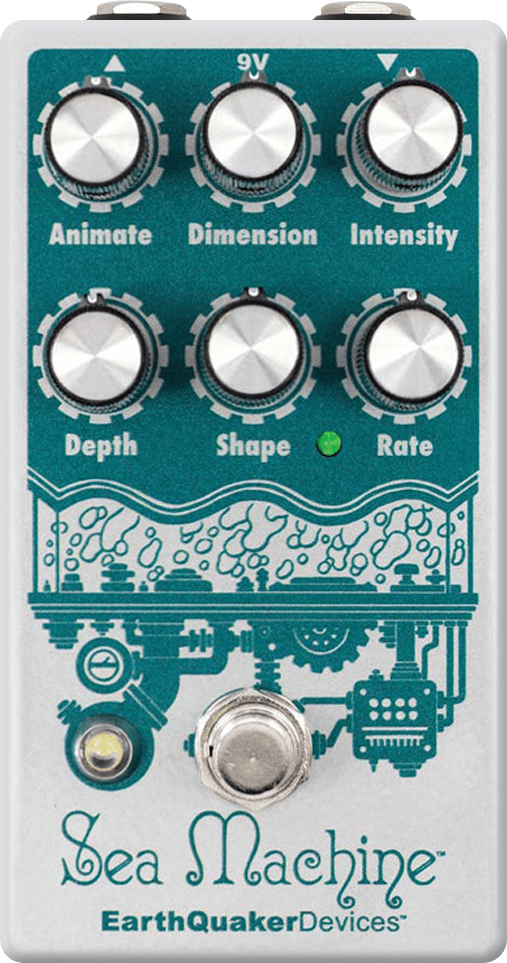 9V
Animate Dimension Intensity
Depth Shape Rate
Sea Machine™
EarthQuakerDevices™